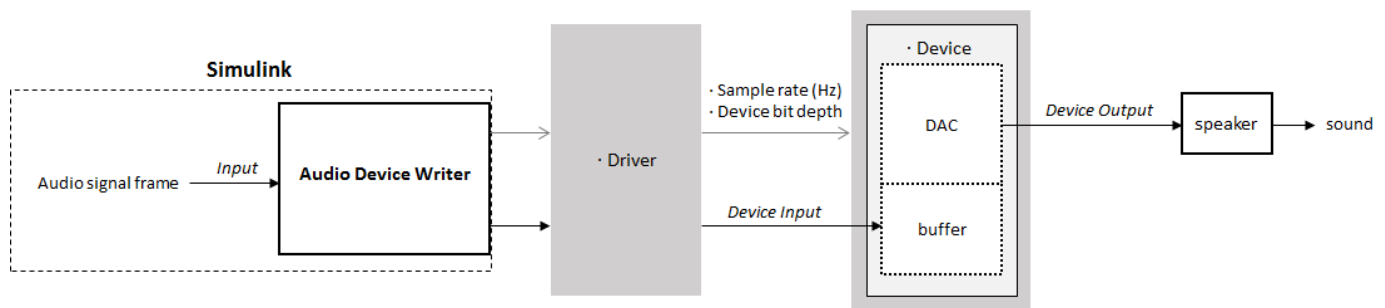 Simulink
Audio signal frame
Input
Audio Device Writer
· Driver
· Sample rate (Hz)
· Device bit depth
Device Input
· Device
DAC
buffer
Device Output
speaker
sound